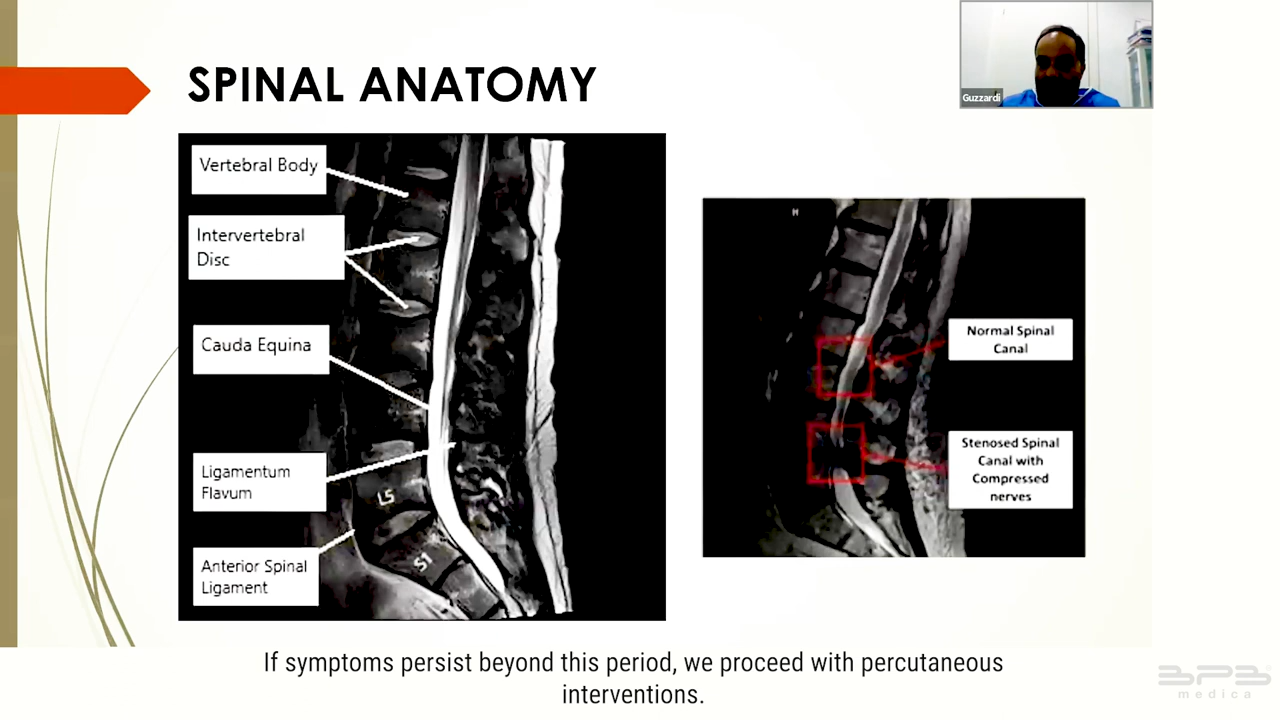 SPINAL ANATOMY
Guzzardi
Vertebral Body
Intervertebral
Disc
Cauda Equina
Ligamentum
Flavum
Anterior Spinal
Ligament
L5
S1
H
Normal Spinal
Canal
Stenosed Spinal
Canal with
Compressed
nerves
If symptoms persist beyond this period, we proceed with percutaneous
interventions.
BPB
medica